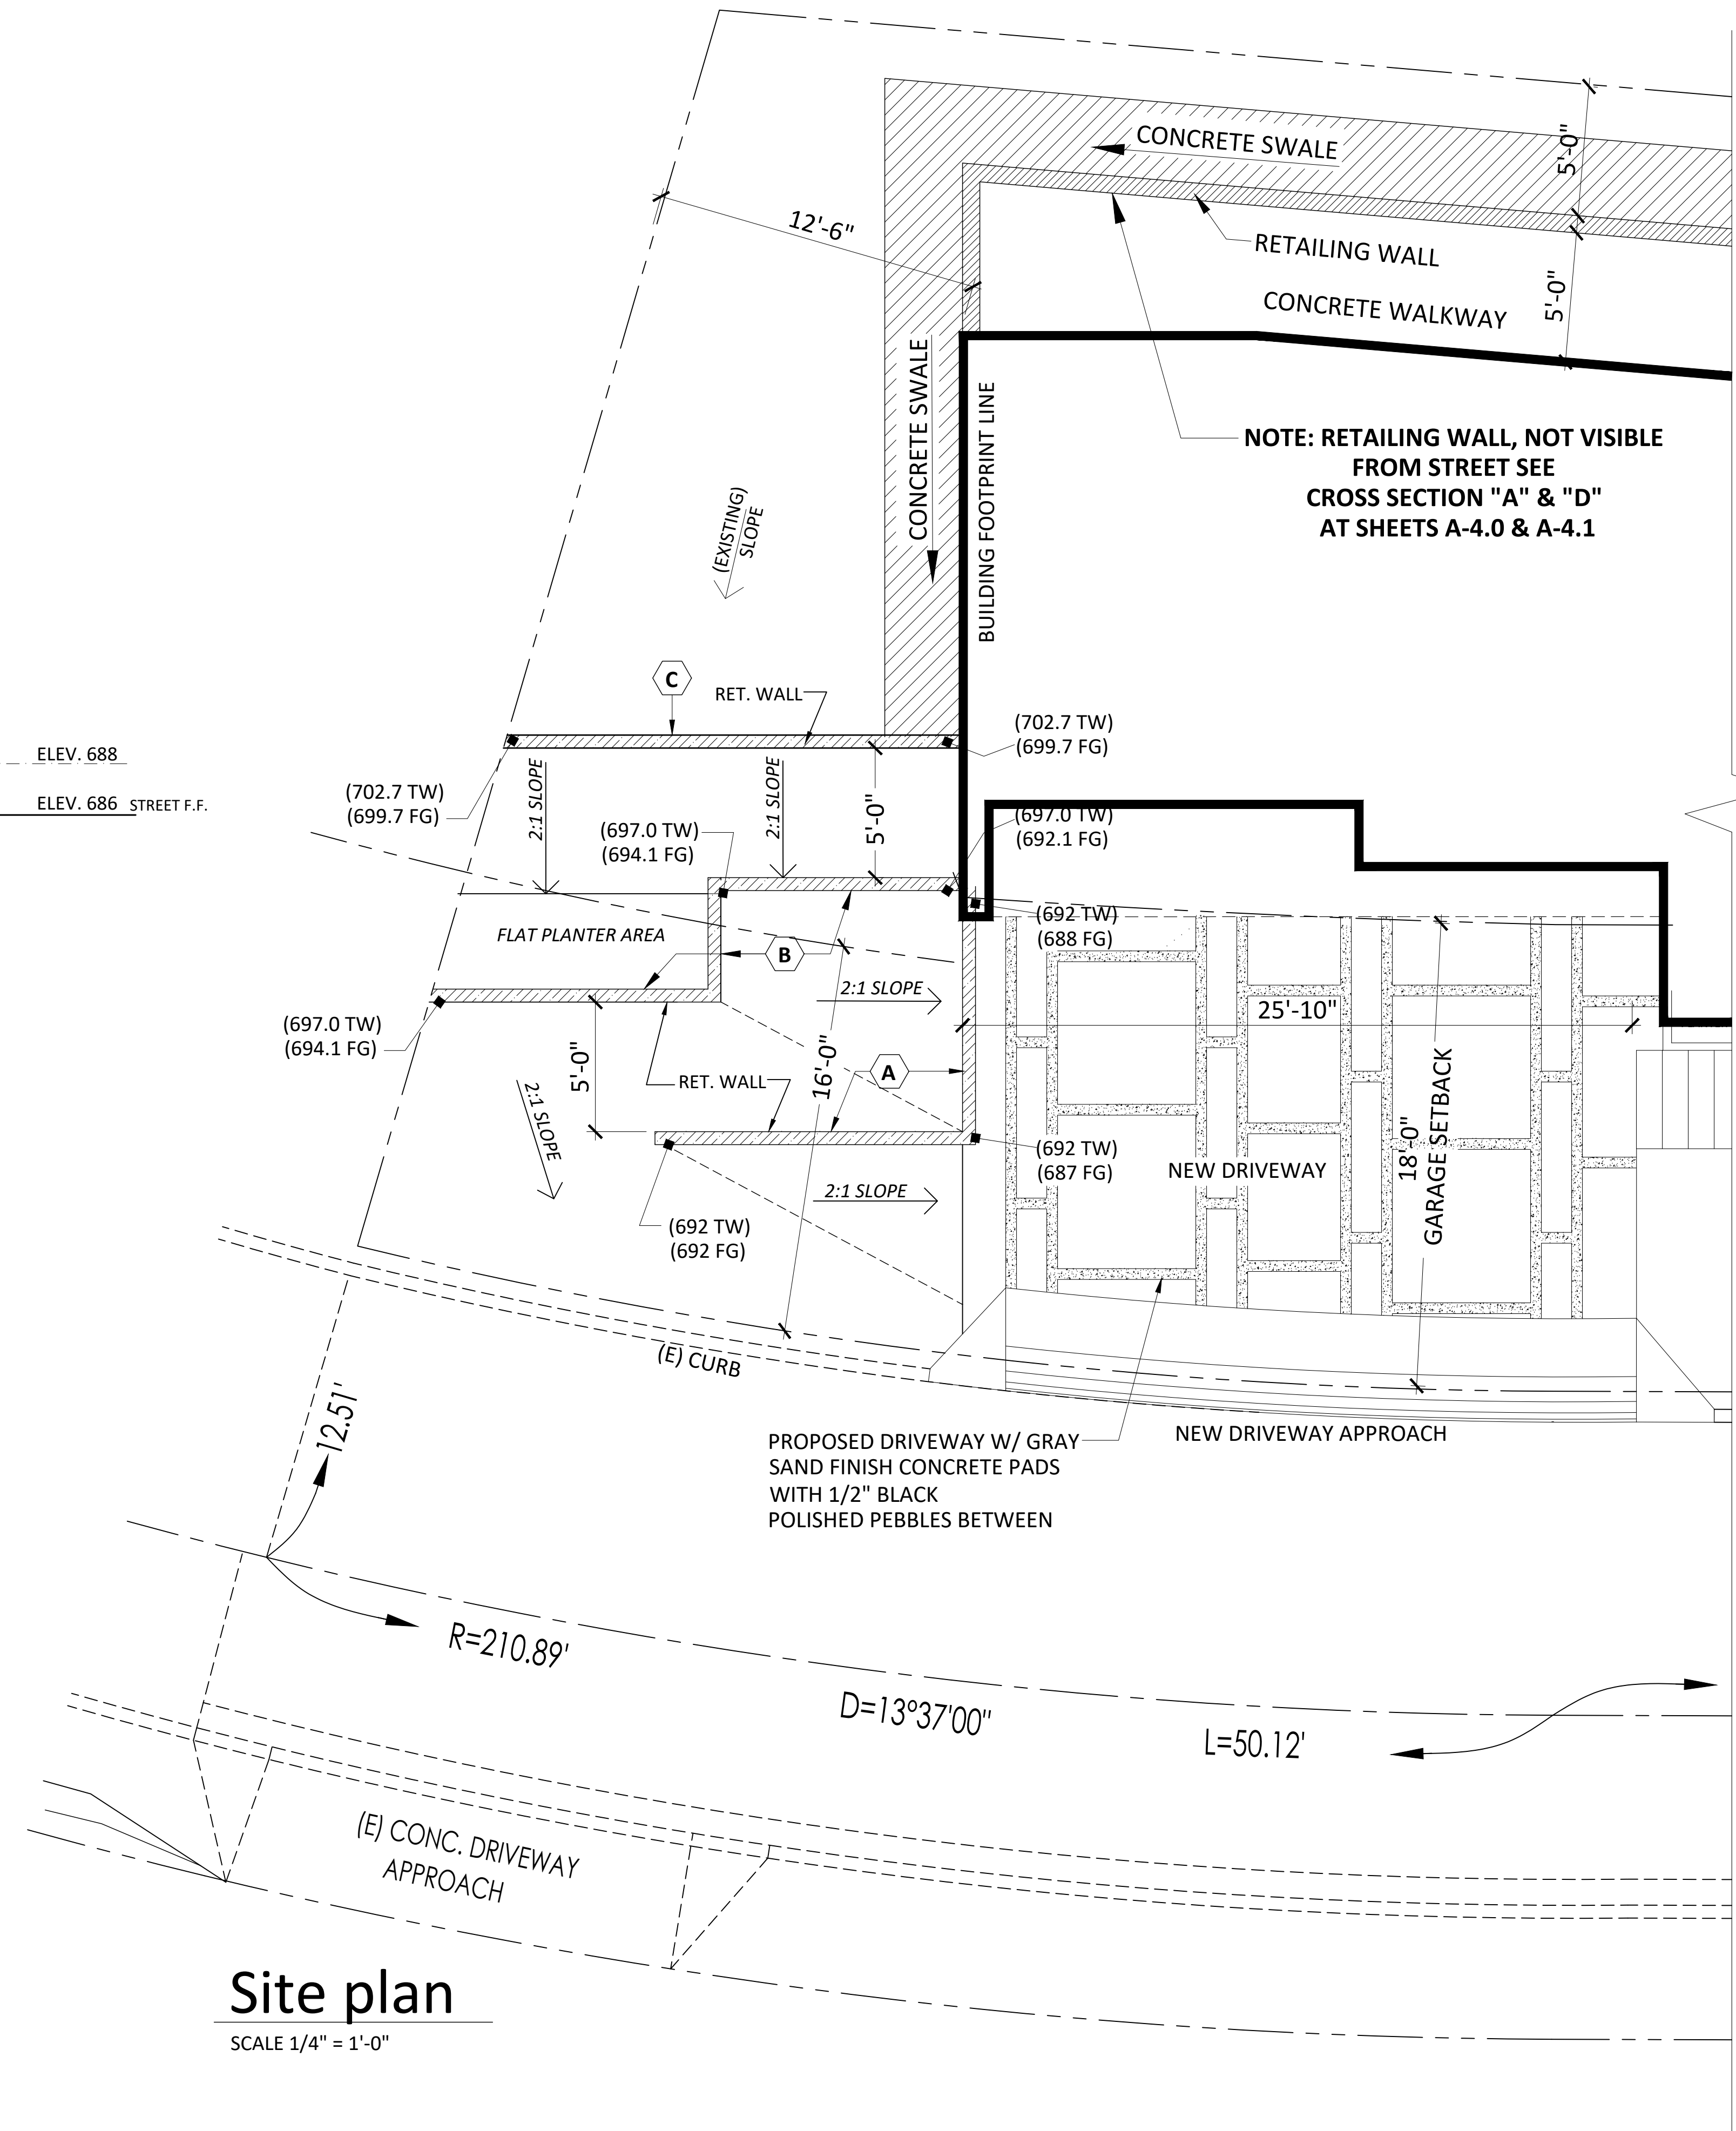 CONCRETE SWALE
5'-0"
12'-6"
RETAILING WALL
5'-0"
CONCRETE WALKWAY
CONCRETE SWALE
BUILDING FOOTPRINT LINE
NOTE: RETAILING WALL, NOT VISIBLE
FROM STREET SEE
CROSS SECTION "A" & "D"
AT SHEETS A-4.0 & A-4.1
(EXISTING)
SLOPE
C
RET. WALL
(702.7 TW)
(699.7 FG)
ELEV. 688
ELEV. 686 STREET F.F.
(702.7 TW)
(699.7 FG)
2:1 SLOPE
2:1 SLOPE
5'-0"
(697.0 TW)
(694.1 FG)
(697.0 TW)
(692.1 FG)
(692 TW)
(688 FG)
FLAT PLANTER AREA
B
2:1 SLOPE
25'-10"
(697.0 TW)
(694.1 FG)
5'-0"
16'-0"
A
RET. WALL
2:1 SLOPE
18'-0"
GARAGE SETBACK
(692 TW)
(687 FG)
NEW DRIVEWAY
2:1 SLOPE
(692 TW)
(692 FG)
(E) CURB
12.51'
PROPOSED DRIVEWAY W/ GRAY
SAND FINISH CONCRETE PADS
WITH 1/2" BLACK
POLISHED PEBBLES BETWEEN
NEW DRIVEWAY APPROACH
R=210.89'
D=13°37'00"
L=50.12'
(E) CONC. DRIVEWAY
APPROACH
Site plan
SCALE 1/4" = 1'-0"